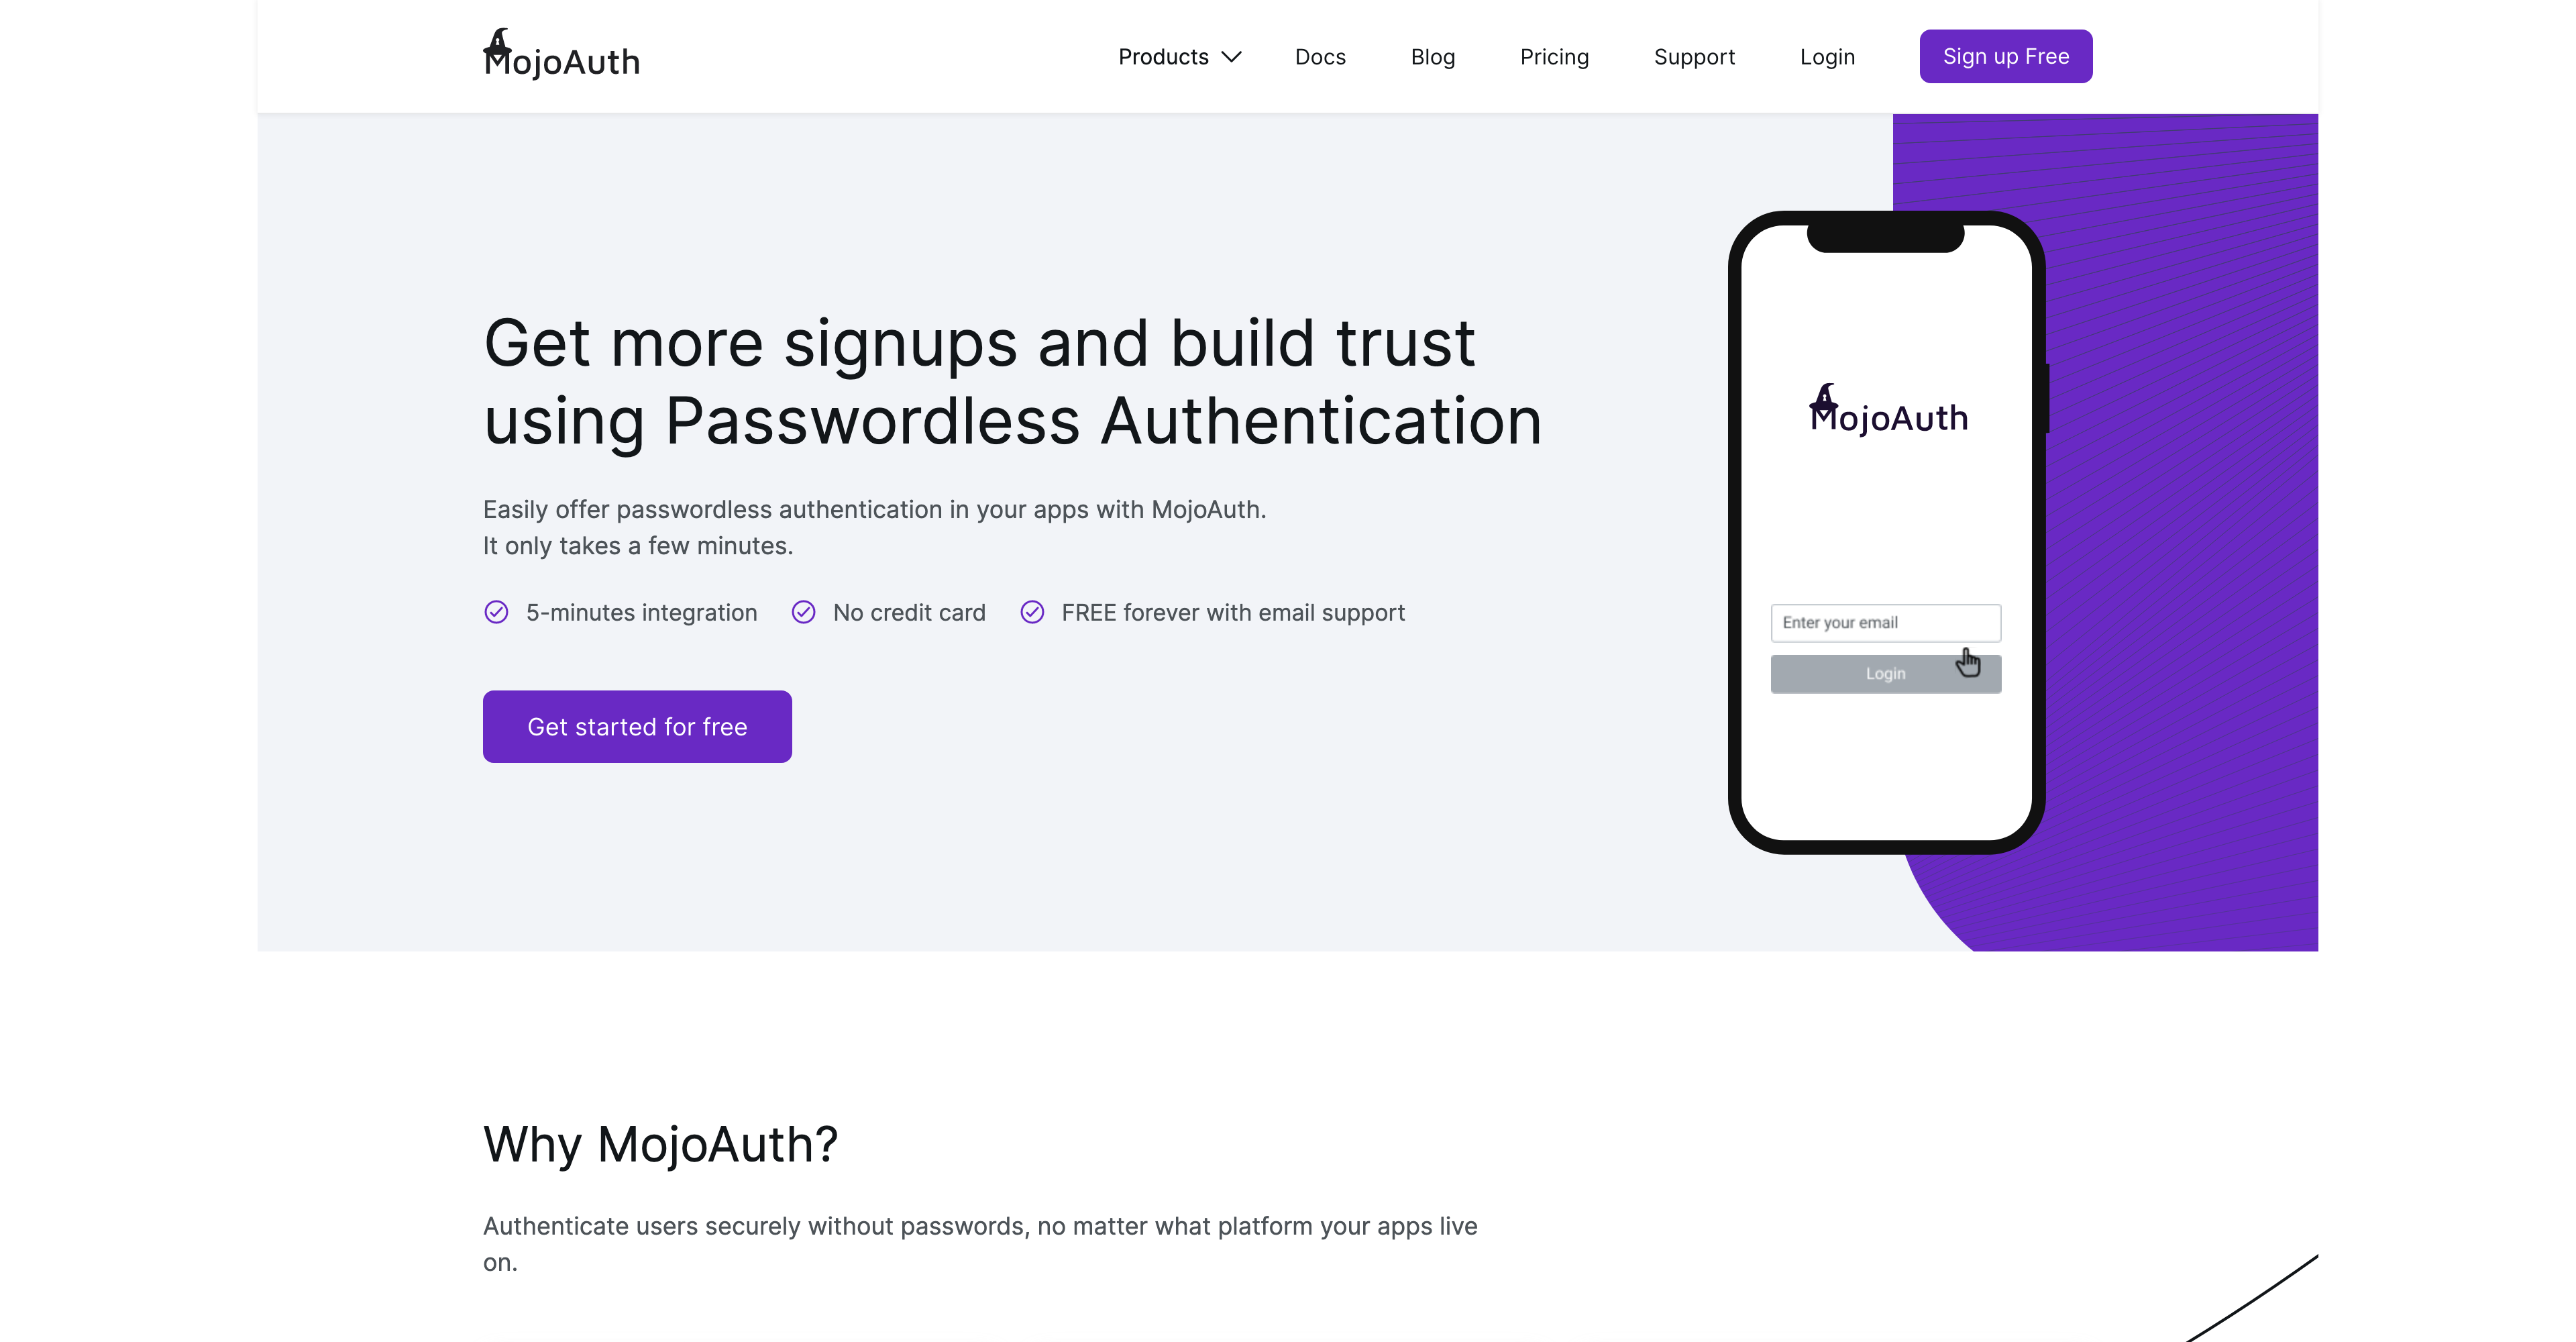 MojoAuth
Products
Docs
Blog
Pricing
Support
Login
Sign up Free
Get more signups and build trust
using Passwordless Authentication
Easily offer passwordless authentication in your apps with MojoAuth.
It only takes a few minutes.
5-minutes integration
No credit card
FREE forever with email support
Get started for free
MojoAuth
Enter your email
Login
Why MojoAuth?
Authenticate users securely without passwords, no matter what platform your apps live
on.